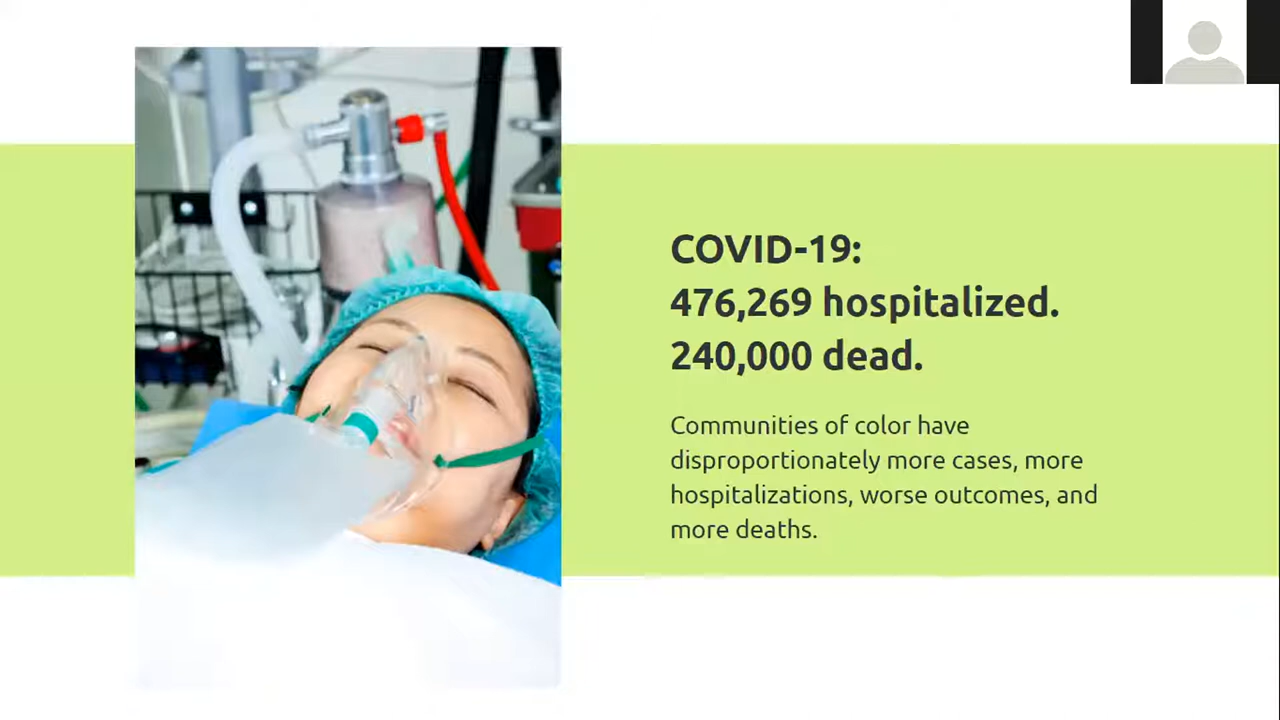 COVID-19:
476,269 hospitalized.
240,000 dead.
Communities of color have
disproportionately more cases, more
hospitalizations, worse outcomes, and
more deaths.